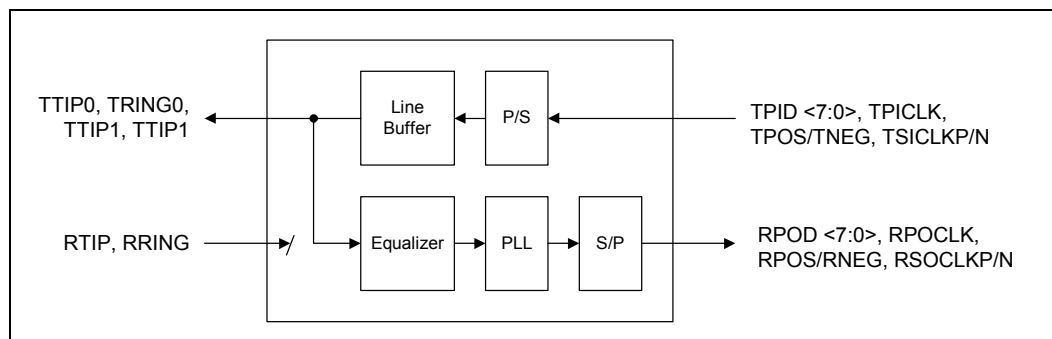 TTIP0, TRING0,
TTIP1, TTIP1
Line
Buffer
P/S
TPID <7:0>, TPICLK,
TPOS/TNEG, TSICLKP/N
RTIP, RRING
Equalizer
PLL
S/P
RPOD <7:0>, RPOCLK,
RPOS/RNEG, RSOCLKP/N